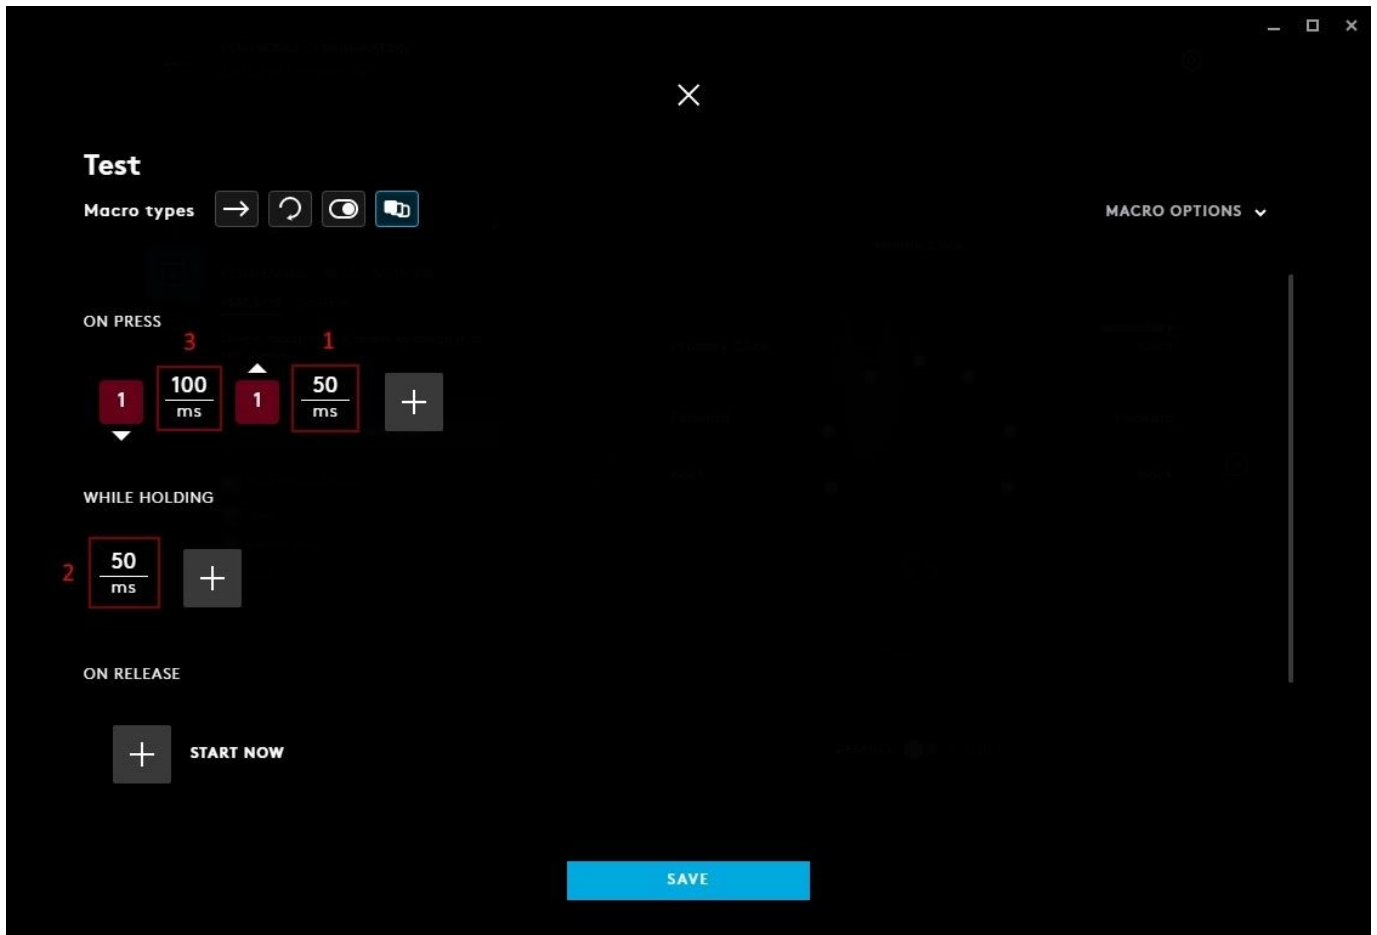 Test
Macro types
MACRO OPTIONS
ON PRESS
3 1
1 100 ms 1 50 ms
WHILE HOLDING
2 50 ms
ON RELEASE
START NOW
SAVE